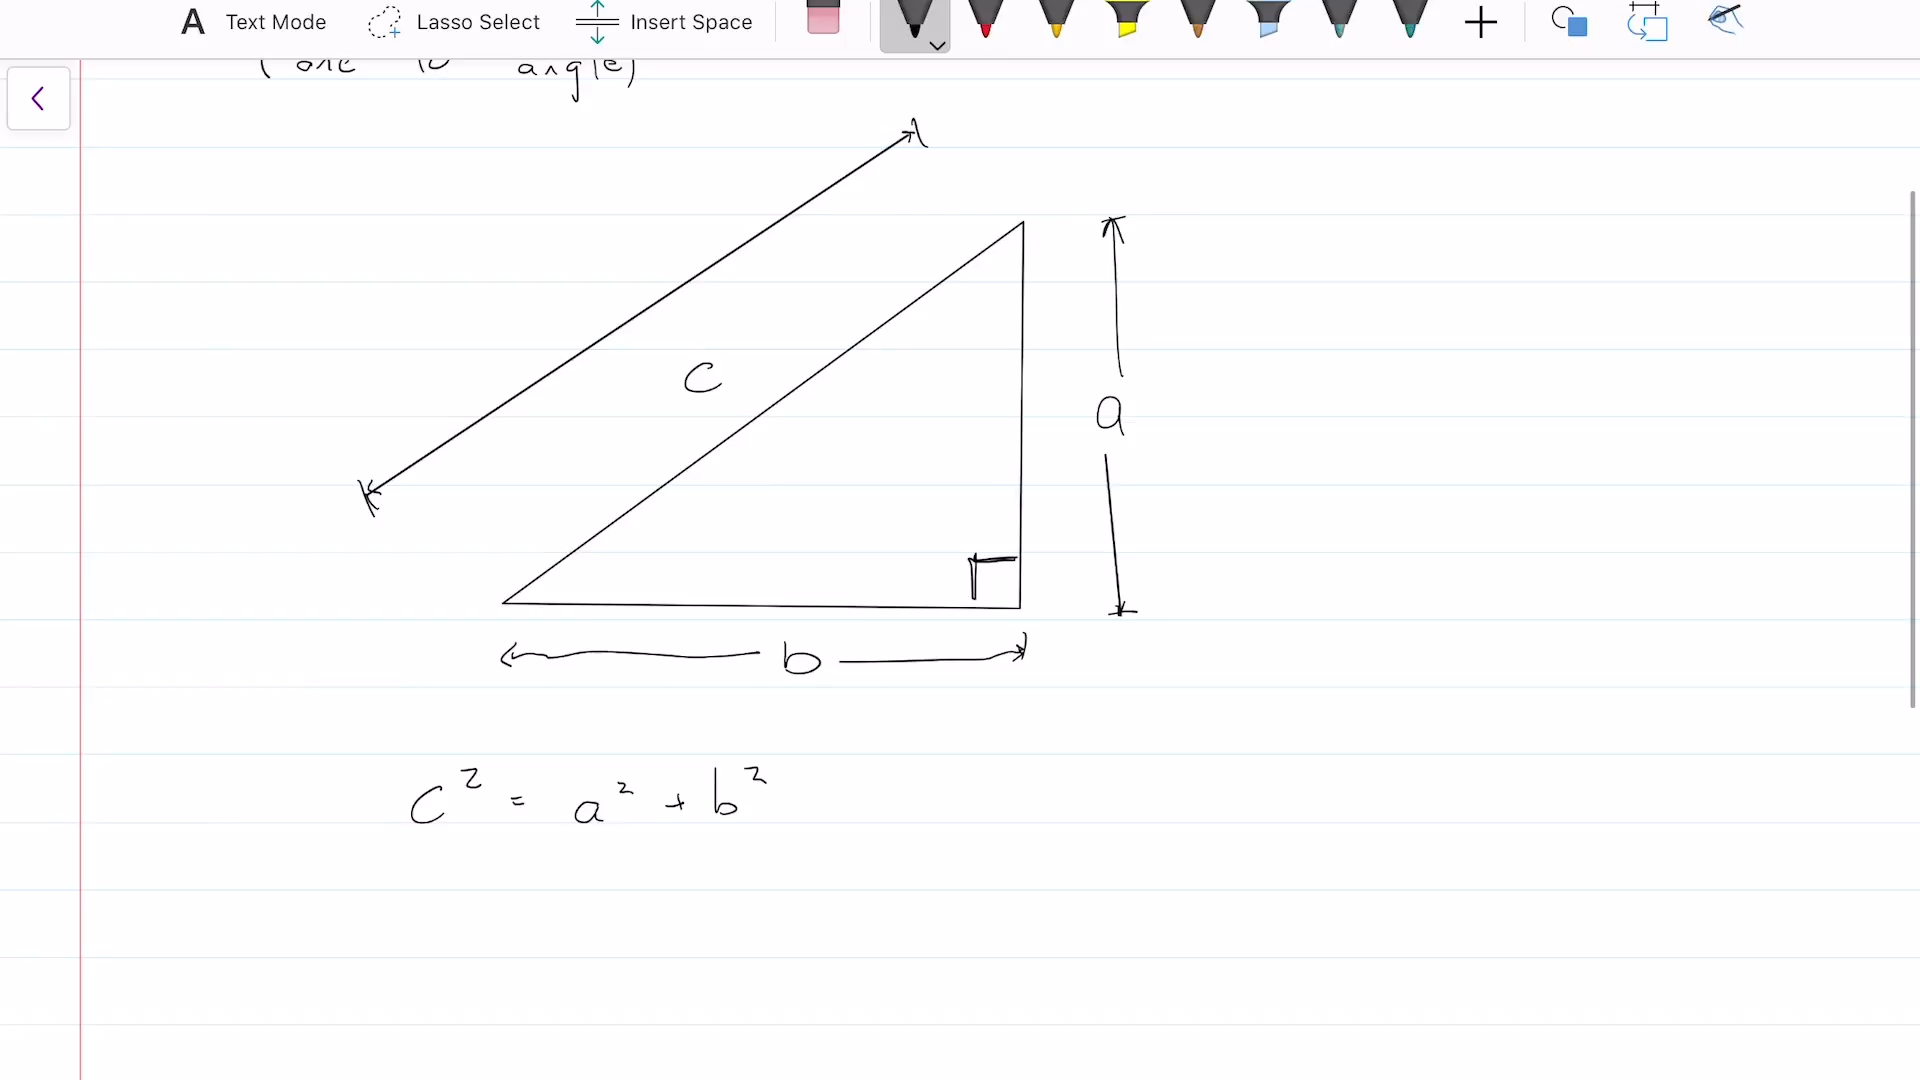 A Text Mode Lasso Select Insert Space
angle)
c
a
b
c² = a² + b²